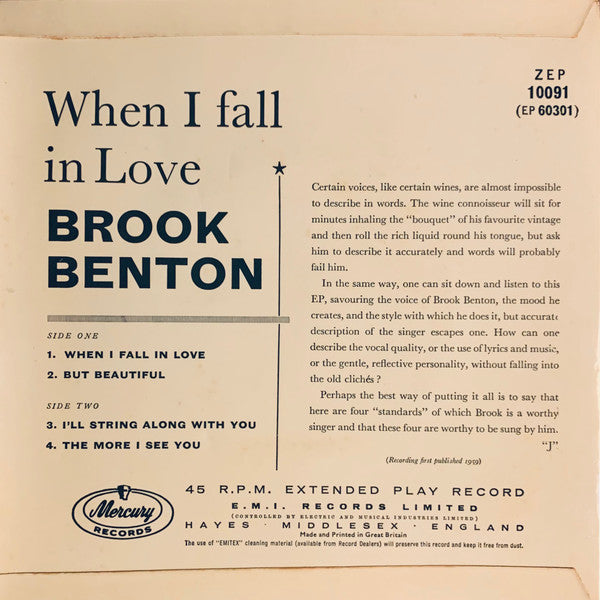 ZEP
10091
(EP 60301)
When I fall
in Love
BROOK
BENTON
SIDE ONE
1. WHEN I FALL IN LOVE
2. BUT BEAUTIFUL
SIDE TWO
3. I'LL STRING ALONG WITH YOU
4. THE MORE I SEE YOU
Certain voices, like certain wines, are almost impossible
to describe in words. The wine connoisseur will sit for
minutes inhaling the "bouquet" of his favourite vintage
and then roll the rich liquid round his tongue, but ask
him to describe it accurately and words will probably
fail him.
In the same way, one can sit down and listen to this
EP, savouring the voice of Brook Benton, the mood he
creates, and the style with which he does it, but accurate
description of the singer escapes one. How can one
describe the vocal quality, or the use of lyrics and music,
or the gentle, reflective personality, without falling into
the old clichés ?
Perhaps the best way of putting it all is to say that
here are four "standards" of which Brook is a worthy
singer and that these four are worthy to be sung by him.
"J"
(Recording first published 1959)
Mercury
RECORDS
45 R.P.M. EXTENDED PLAY RECORD
E.M.I. RECORDS LIMITED
(CONTROLLED BY ELECTRIC AND MUSICAL INDUSTRIES LIMITED)
HAYES · MIDDLESEX · ENGLAND
Made and Printed in Great Britain
The use of "EMITEX" cleaning material (available from Record Dealers) will preserve this record and keep it free from dust.